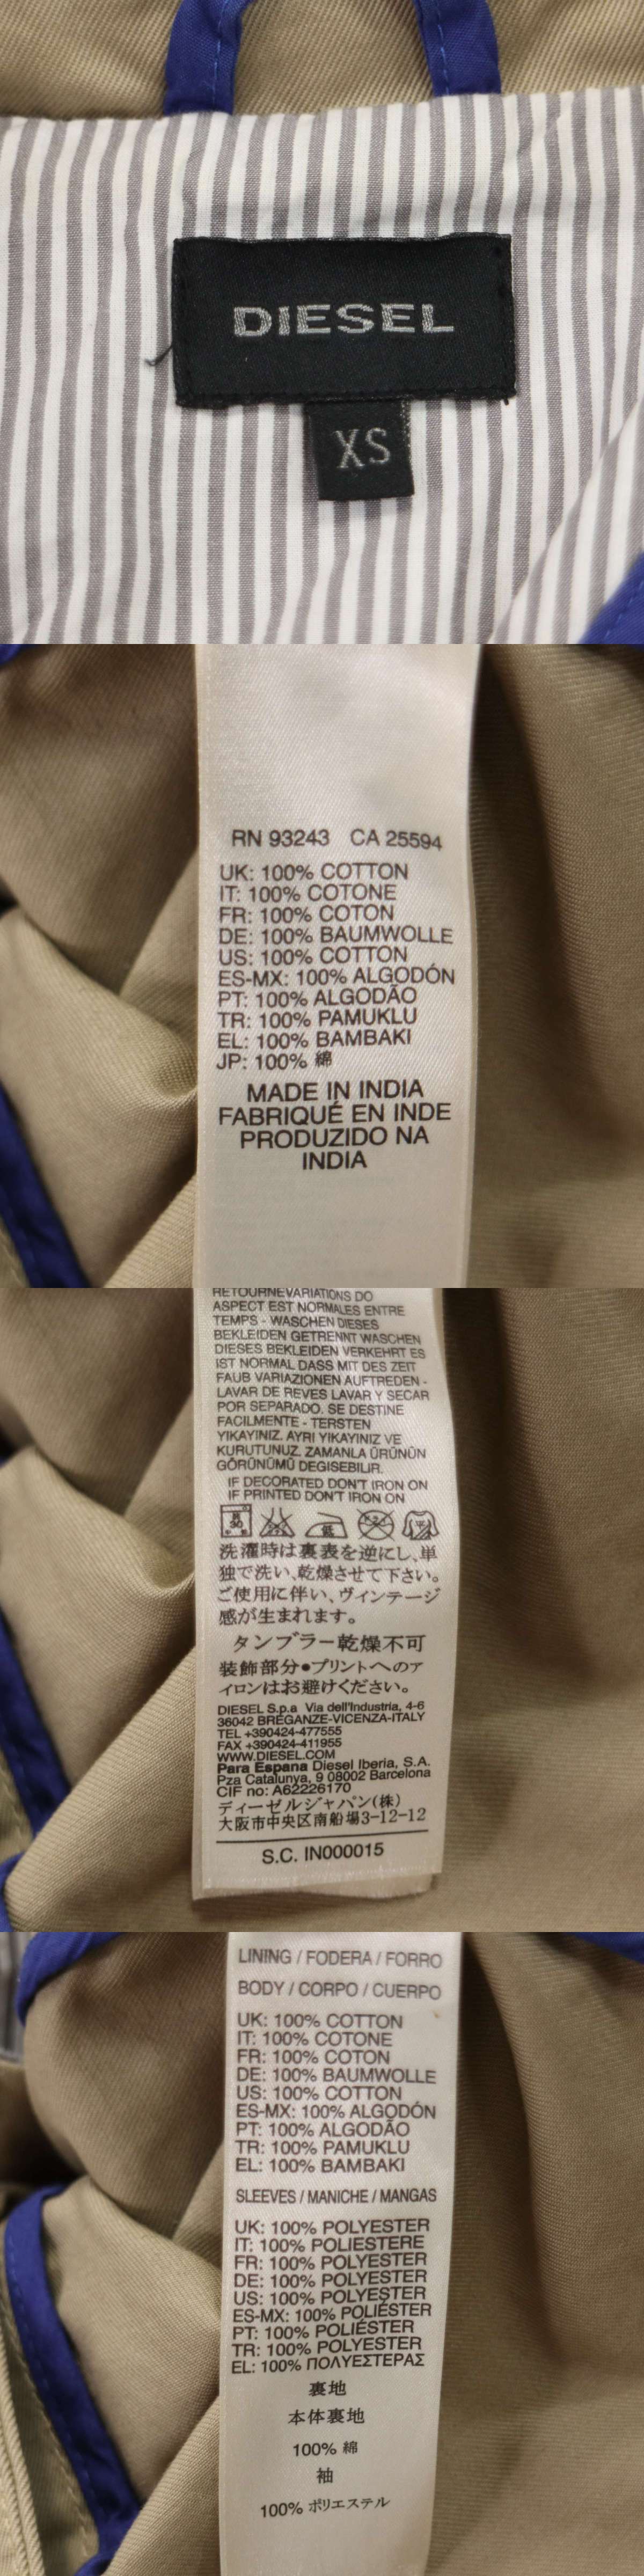 DIESEL
XS
RN 93243 CA 25594
UK: 100% COTTON
IT: 100% COTONE
FR: 100% COTON
DE: 100% BAUMWOLLE
US: 100% COTTON
ES-MX: 100% ALGODÓN
PT: 100% ALGODÃO
TR: 100% PAMUKLU
EL: 100% BAMBAKI
JP: 100% 綿
MADE IN INDIA
FABRIQUÉ EN INDE
PRODUZIDO NA
INDIA
RETOURNEVARIATIONS DO
ASPECT EST NORMALES ENTRE
TEMPS - WASCHEN DIESES
BEKLEIDEN GETRENNT WASCHEN
DIESES BEKLEIDEN VERKEHRT ES
IST NORMAL DASS MIT DES ZEIT
FAUB VARIAZIONEN AUFTREDEN -
LAVAR DE REVES LAVAR Y SECAR
POR SEPARADO. SE DESTINE
FACILMENTE - TERSTEN
YIKAYINIZ. AYRI YIKAYINIZ VE
KURUTUNUZ. ZAMANLA ÜRÜNÜN
GÖRÜNÜMÜ DEGISEBILIR.
IF DECORATED DON'T IRON ON
IF PRINTED DON'T IRON ON
30 低
洗濯時は裏表を逆にし、単
独で洗い、乾燥させて下さい。
ご使用に伴い、ヴィンテージ
感が生まれます。
タンブラー乾燥不可
装飾部分●プリントへのア
イロンはお避けください。
DIESEL S.p.a Via dell'Industria, 4-6
36042 BREGANZE-VICENZA-ITALY
TEL +390424-477555
FAX +390424-411955
WWW.DIESEL.COM
Para Espana Diesel Iberia, S.A.
Pza Catalunya, 9 08002 Barcelona
CIF no: A62226170
ディーゼルジャパン(株)
大阪市中央区南船場3-12-12
S.C. IN000015
LINING / FODERA / FORRO
BODY / CORPO / CUERPO
UK: 100% COTTON
IT: 100% COTONE
FR: 100% COTON
DE: 100% BAUMWOLLE
US: 100% COTTON
ES-MX: 100% ALGODÓN
PT: 100% ALGODÃO
TR: 100% PAMUKLU
EL: 100% BAMBAKI
SLEEVES / MANICHE / MANGAS
UK: 100% POLYESTER
IT: 100% POLIESTERE
FR: 100% POLYESTER
DE: 100% POLYESTER
US: 100% POLYESTER
ES-MX: 100% POLIÉSTER
PT: 100% POLIÉSTER
TR: 100% POLYESTER
EL: 100% ΠΟΛΥΕΣΤΕΡΑΣ
裏地
本体裏地
100% 綿
袖
100% ポリエステル